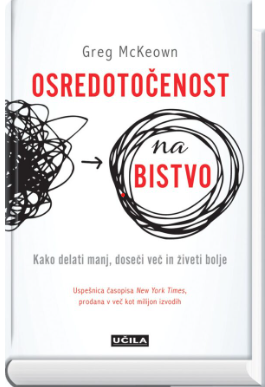 Greg McKeown
OSREDOTOČENOST
na
BISTVO
Kako delati manj, doseči več in živeti bolje
Uspešnica časopisa New York Times,
prodana v več kot milijon izvodih
UČILA